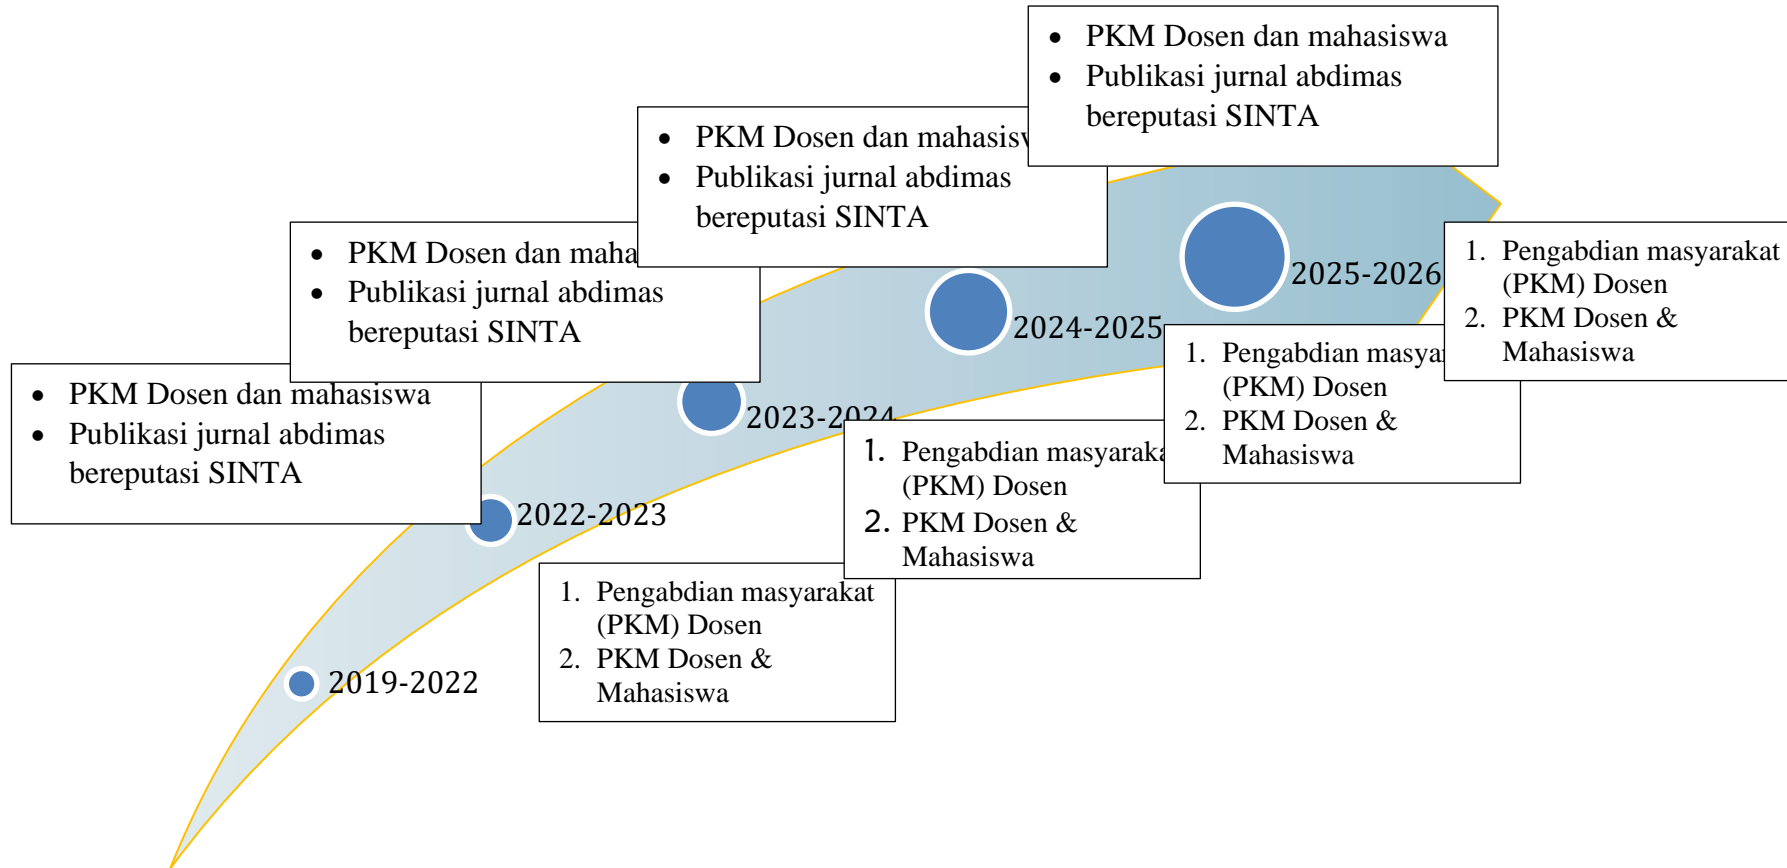 • PKM Dosen dan mahasiswa
• Publikasi jurnal abdimas
bereputasi SINTA
• PKM Dosen dan
• Publikasi jurnal abdimas
bereputasi SINTA
• PKM Dosen dan
• Publikasi jurnal abdimas
bereputasi SINTA
• PKM Dosen dan mahasiswa
• Publikasi jurnal abdimas
bereputasi SINTA
2025-2026
2024-2025
2023-2024
2022-2023
2019-2022
1. Pengabdian masyarakat
(PKM) Dosen
2. PKM Dosen &
Mahasiswa
1. Pengabdian
(PKM) Dosen
2. PKM Dosen &
Mahasiswa
1. Pengabdian
(PKM) Dosen
2. PKM Dosen &
Mahasiswa
1. Pengabdian masyarakat
(PKM) Dosen
2. PKM Dosen &
Mahasiswa